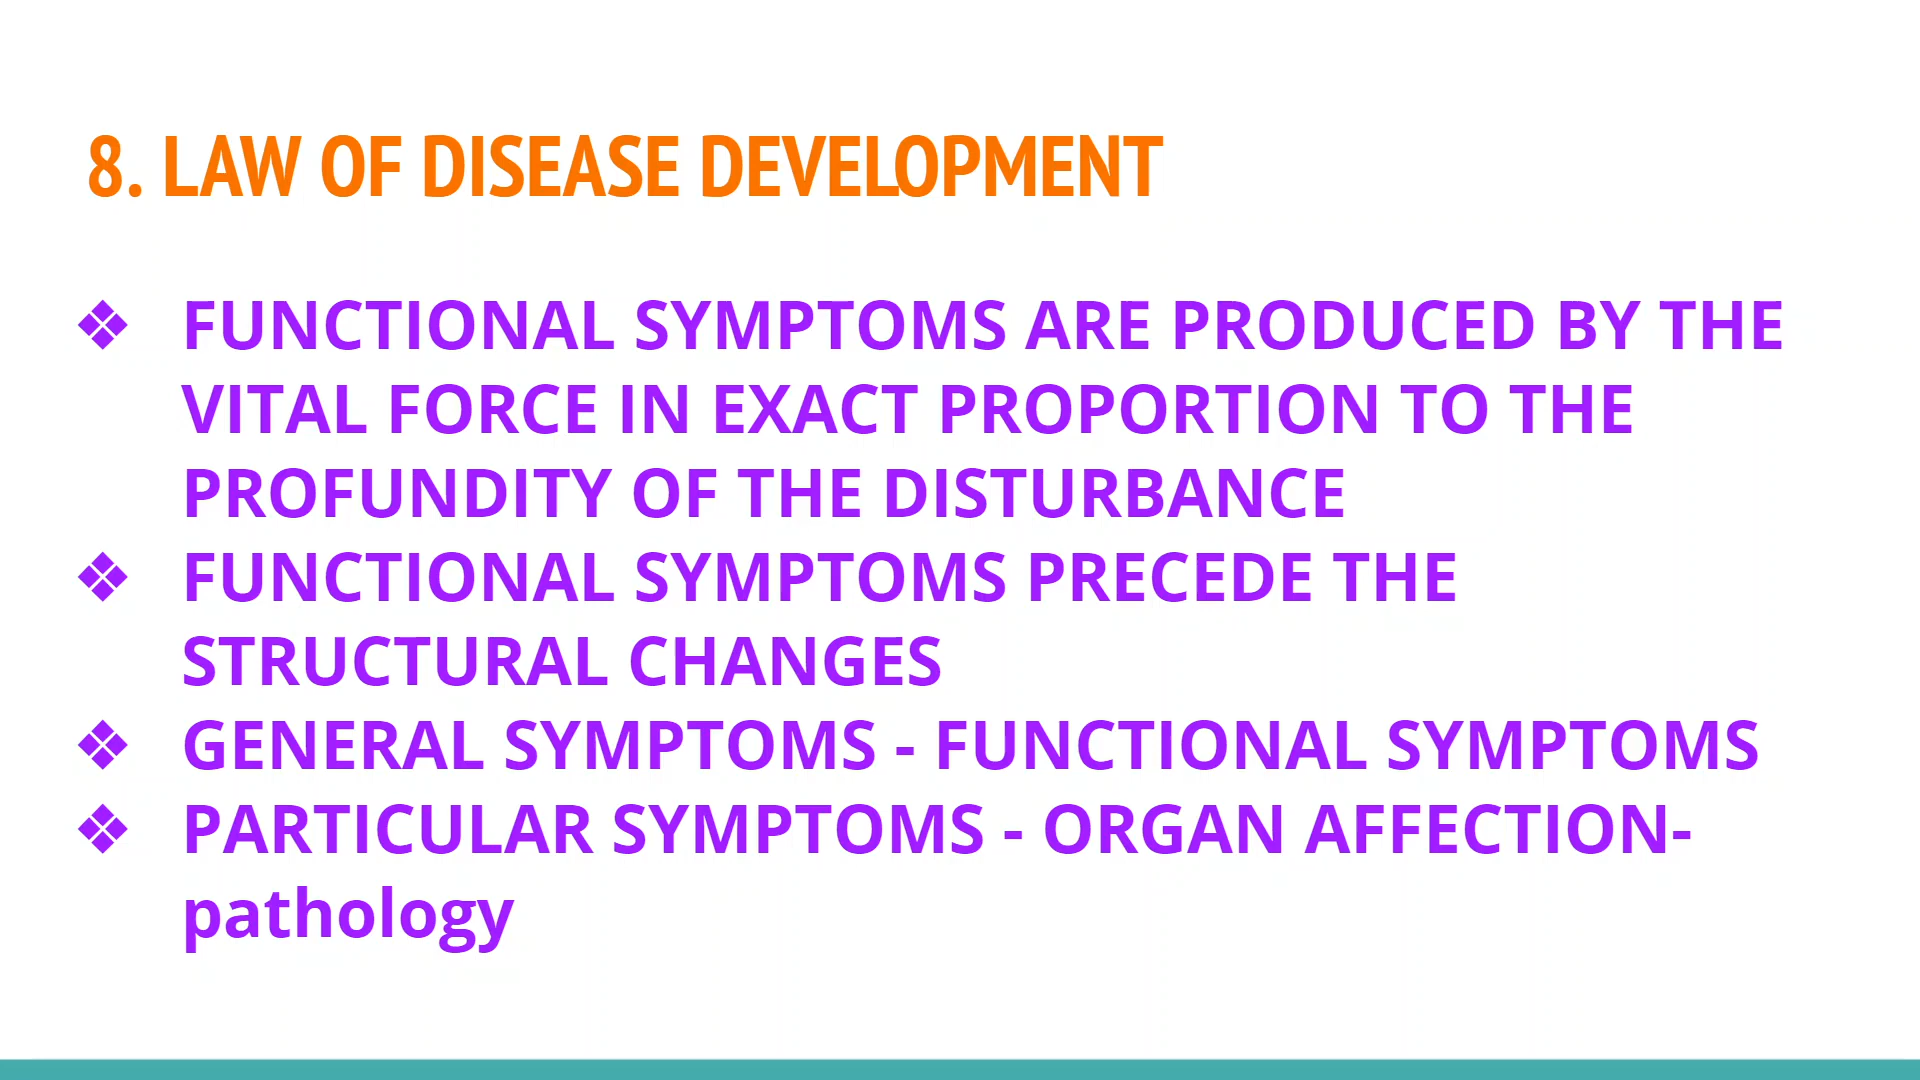 8. LAW OF DISEASE DEVELOPMENT
❖ FUNCTIONAL SYMPTOMS ARE PRODUCED BY THE
VITAL FORCE IN EXACT PROPORTION TO THE
PROFUNDITY OF THE DISTURBANCE
❖ FUNCTIONAL SYMPTOMS PRECEDE THE
STRUCTURAL CHANGES
❖ GENERAL SYMPTOMS - FUNCTIONAL SYMPTOMS
❖ PARTICULAR SYMPTOMS - ORGAN AFFECTION-
pathology